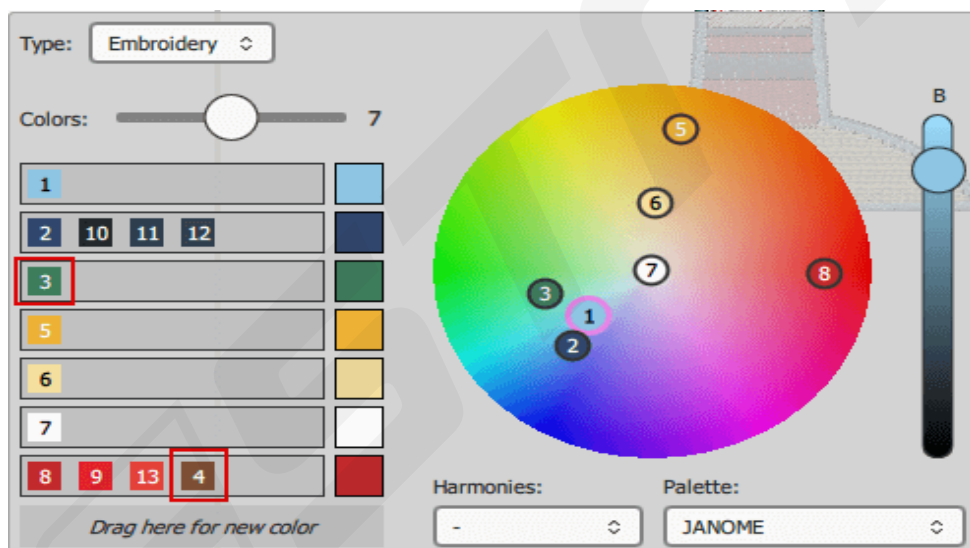 Type: Embroidery
Colors: 7
1
2 10 11 12
3
5
6
7
8 9 13 4
Drag here for new color
B
5
6
7
8
3
1
2
Harmonies: Palette:
- JANOME